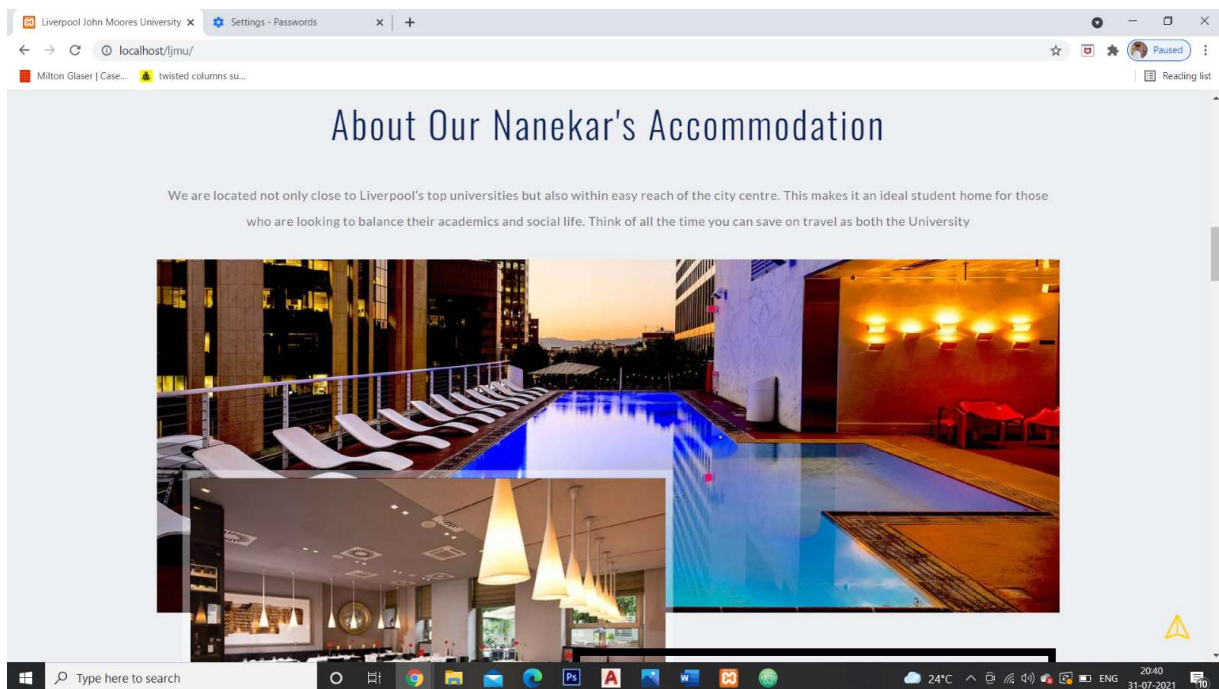 Liverpool John Moores University
Settings - Passwords
localhost/ljmu/
Paused
Milton Glaser | Case...
twisted columns su...
Reading list
About Our Nanekar's Accommodation
We are located not only close to Liverpool's top universities but also within easy reach of the city centre. This makes it an ideal student home for those
who are looking to balance their academics and social life. Think of all the time you can save on travel as both the University
Type here to search
Ps
A
W
24°C
ENG
20:40
31-07-2021
10